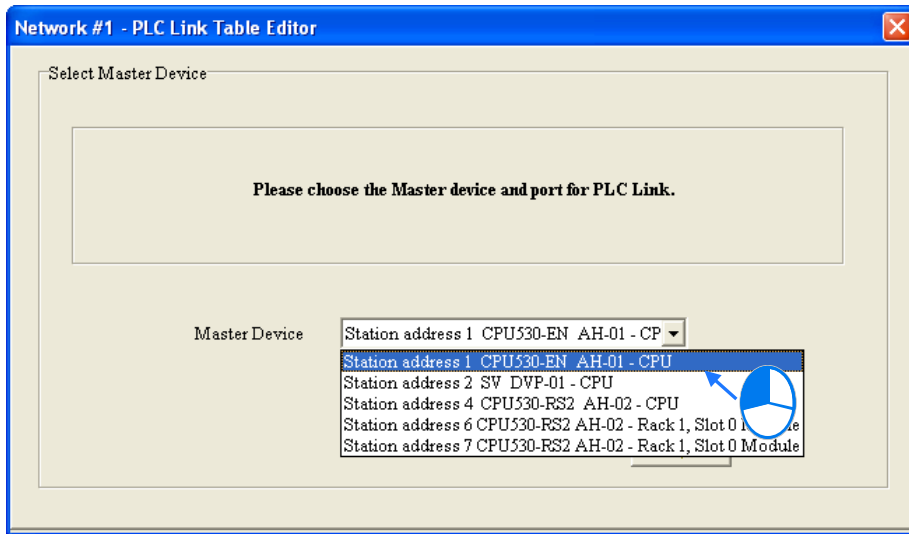 Network #1 - PLC Link Table Editor
Select Master Device
Please choose the Master device and port for PLC Link.
Master Device
Station address 1 CPU530-EN AH-01 - CP
Station address 1 CPU530-EN AH-01 - CPU
Station address 2 SV DVP-01 - CPU
Station address 4 CPU530-RS2 AH-02 - CPU
Station address 6 CPU530-RS2 AH-02 - Rack 1, Slot 0
Station address 7 CPU530-RS2 AH-02 - Rack 1, Slot 0 Module